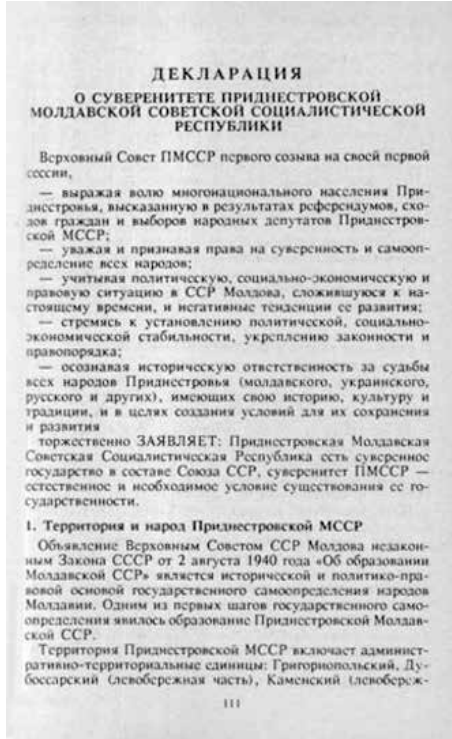 ДЕКЛАРАЦИЯ
О СУВЕРЕНИТЕТЕ ПРИДНЕСТРОВСКОЙ
МОЛДАВСКОЙ СОВЕТСКОЙ СОЦИАЛИСТИЧЕСКОЙ
РЕСПУБЛИКИ
Верховный Совет ПМССР первого созыва на своей первой
сессии,
— выражая волю многонационального населения При-
днестровья, высказанную в результатах референдумов, схо-
дов граждан и выборов народных депутатов Приднестров-
ской МССР;
— уважая и признавая права на суверенность и самооп-
ределение всех народов;
— учитывая политическую, социально-экономическую и
правовую ситуацию в ССР Молдова, сложившуюся к на-
стоящему времени, и негативные тенденции ее развития;
— стремясь к установлению политической, социально-
экономической стабильности, укреплению законности и
правопорядка;
— осознавая историческую ответственность за судьбы
всех народов Приднестровья (молдавского, украинского,
русского и других), имеющих свою историю, культуру и
традиции, и в целях создания условий для их сохранения
и развития
торжественно ЗАЯВЛЯЕТ: Приднестровская Молдавская
Советская Социалистическая Республика есть суверенное
государство в составе Союза ССР, суверенитет ПМССР —
естественное и необходимое условие существования ее го-
сударственности.
1. Территория и народ Приднестровской МССР
Объявление Верховным Советом ССР Молдова незакон-
ным Закона СССР от 2 августа 1940 года «Об образовании
Молдавской ССР» является исторической и политико-пра-
вовой основой государственного самоопределения народов
Молдавии. Одним из первых шагов государственного само-
определения явилось образование Приднестровской Молдав-
ской ССР.
Территория Приднестровской МССР включает админист-
ративно-территориальные единицы: Григориопольский, Ду-
боссарский (левобережная часть), Каменский (левобереж-
111